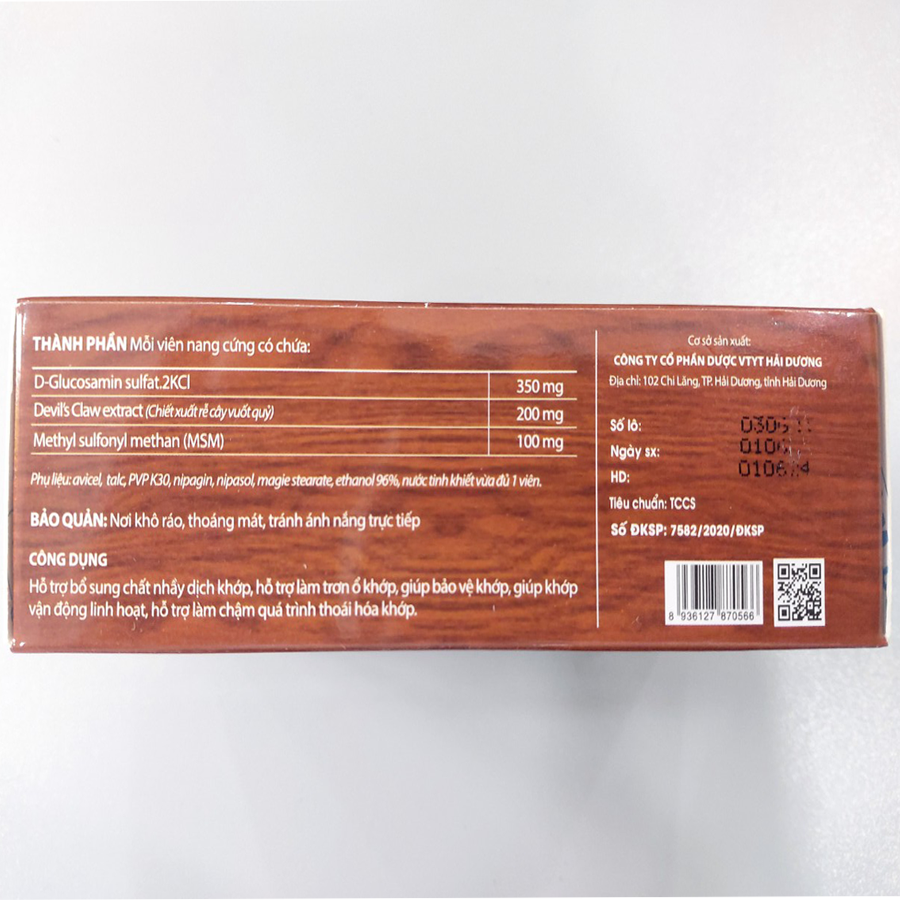 THÀNH PHẦN Mỗi viên nang cứng có chứa:
D-Glucosamin sulfat.2KCl 350 mg
Devil's Claw extract (Chiết xuất rễ cây vuốt quỷ) 200 mg
Methyl sulfonyl methan (MSM) 100 mg
Phụ liệu: avicel, talc, PVP K30, nipagin, nipasol, magie stearate, ethanol 96%, nước tinh khiết vừa đủ 1 viên.
BẢO QUẢN: Nơi khô ráo, thoáng mát, tránh ánh nắng trực tiếp
CÔNG DỤNG
Hỗ trợ bổ sung chất nhầy dịch khớp, hỗ trợ làm trơn ổ khớp, giúp bảo vệ khớp, giúp khớp
vận động linh hoạt, hỗ trợ làm chậm quá trình thoái hóa khớp.
Cơ sở sản xuất:
CÔNG TY CỔ PHẦN DƯỢC VTYT HẢI DƯƠNG
Địa chỉ: 102 Chi Lăng, TP. Hải Dương, tỉnh Hải Dương
Số lô:
Ngày sx:
HD:
Tiêu chuẩn: TCCS
Số ĐKSP: 7582/2020/ĐKSP
8 936127 870566